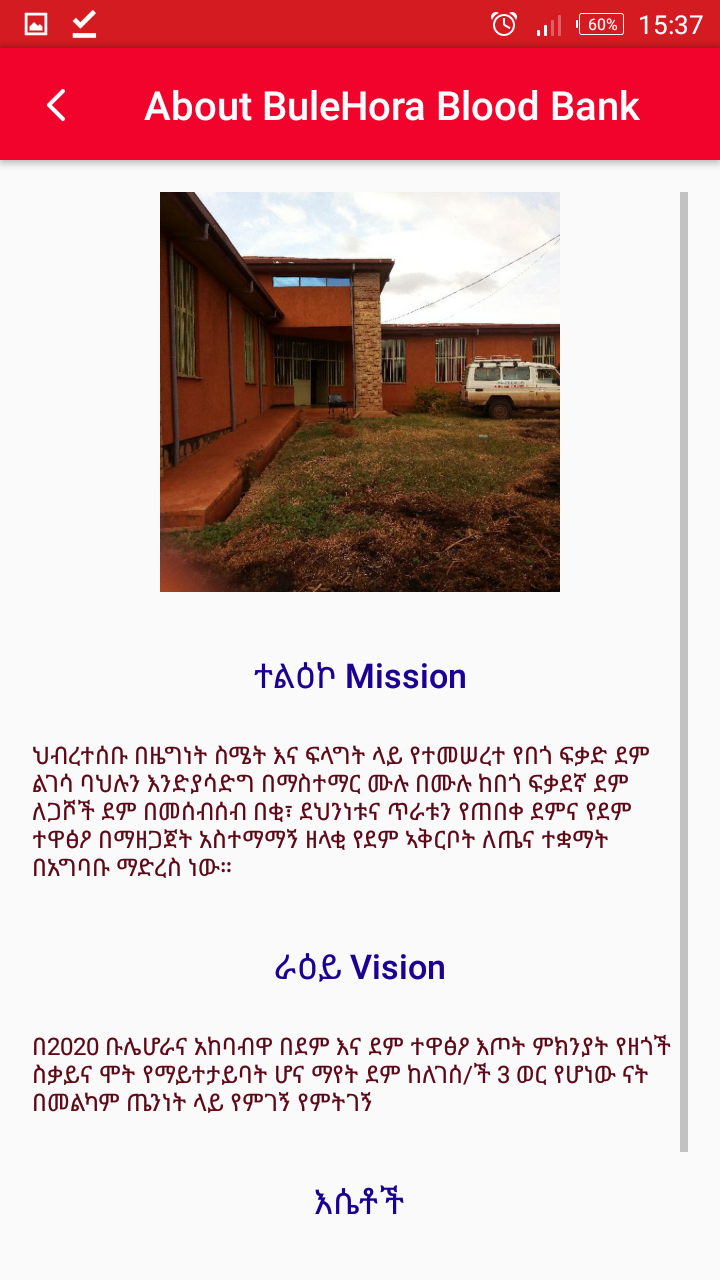 60% 15:37
About BuleHora Blood Bank
ተልዕኮ Mission
ህብረተሰቡ በዜግነት ስሜት እና ፍላግት ላይ የተመሠረተ የበጎ ፍቃድ ደም
ልገሳ ባህሉን እንድያሳድግ በማስተማር ሙሉ በሙሉ ከበጎ ፍቃደኛ ደም
ለጋሾች ደም በመሰብሰብ በቂ፣ ደህንነቱና ጥራቱን የጠበቀ ደምና የደም
ተዋፅዖ በማዘጋጀት አስተማማኝ ዘላቂ የደም ኣቅርቦት ለጤና ተቋማት
በአግባቡ ማድረስ ነው።
ራዕይ Vision
በ2020 ቡሌሆራና አከባብዋ በደም እና ደም ተዋፅዖ እጦት ምክንያት የዘጎች
ስቃይና ሞት የማይተታይባት ሆና ማየት ደም ከለገሰ/ች 3 ወር የሆነው ናት
በመልካም ጤንነት ላይ የምገኝ የምትገኝ
እሴቶች